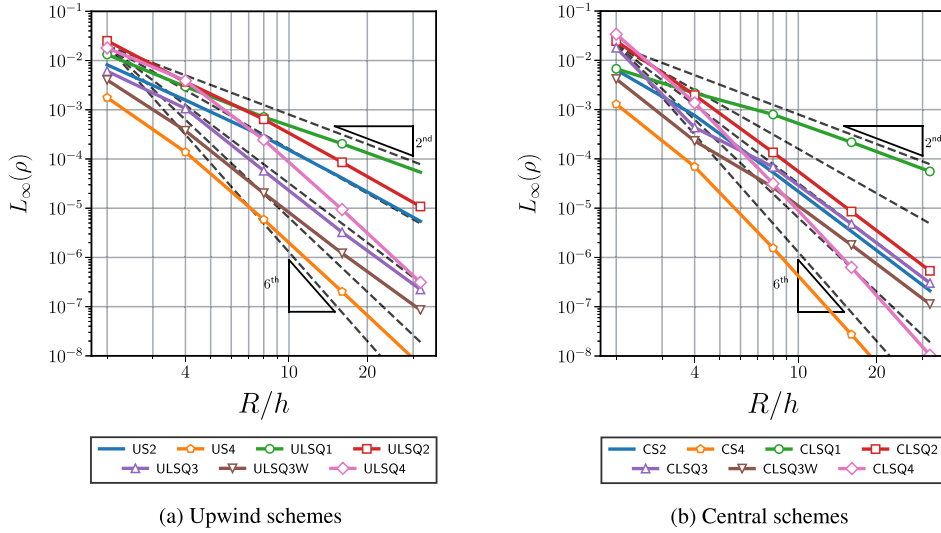 10⁻¹
10⁻²
10⁻³
10⁻⁴
10⁻⁵
10⁻⁶
10⁻⁷
10⁻⁸
L∞(ρ)
2nd
6th
4 10 20
R/h
US2 US4 ULSQ1 ULSQ2
ULSQ3 ULSQ3W ULSQ4
(a) Upwind schemes
10⁻¹
10⁻²
10⁻³
10⁻⁴
10⁻⁵
10⁻⁶
10⁻⁷
10⁻⁸
L∞(ρ)
2nd
6th
4 10 20
R/h
CS2 CS4 CLSQ1 CLSQ2
CLSQ3 CLSQ3W CLSQ4
(b) Central schemes